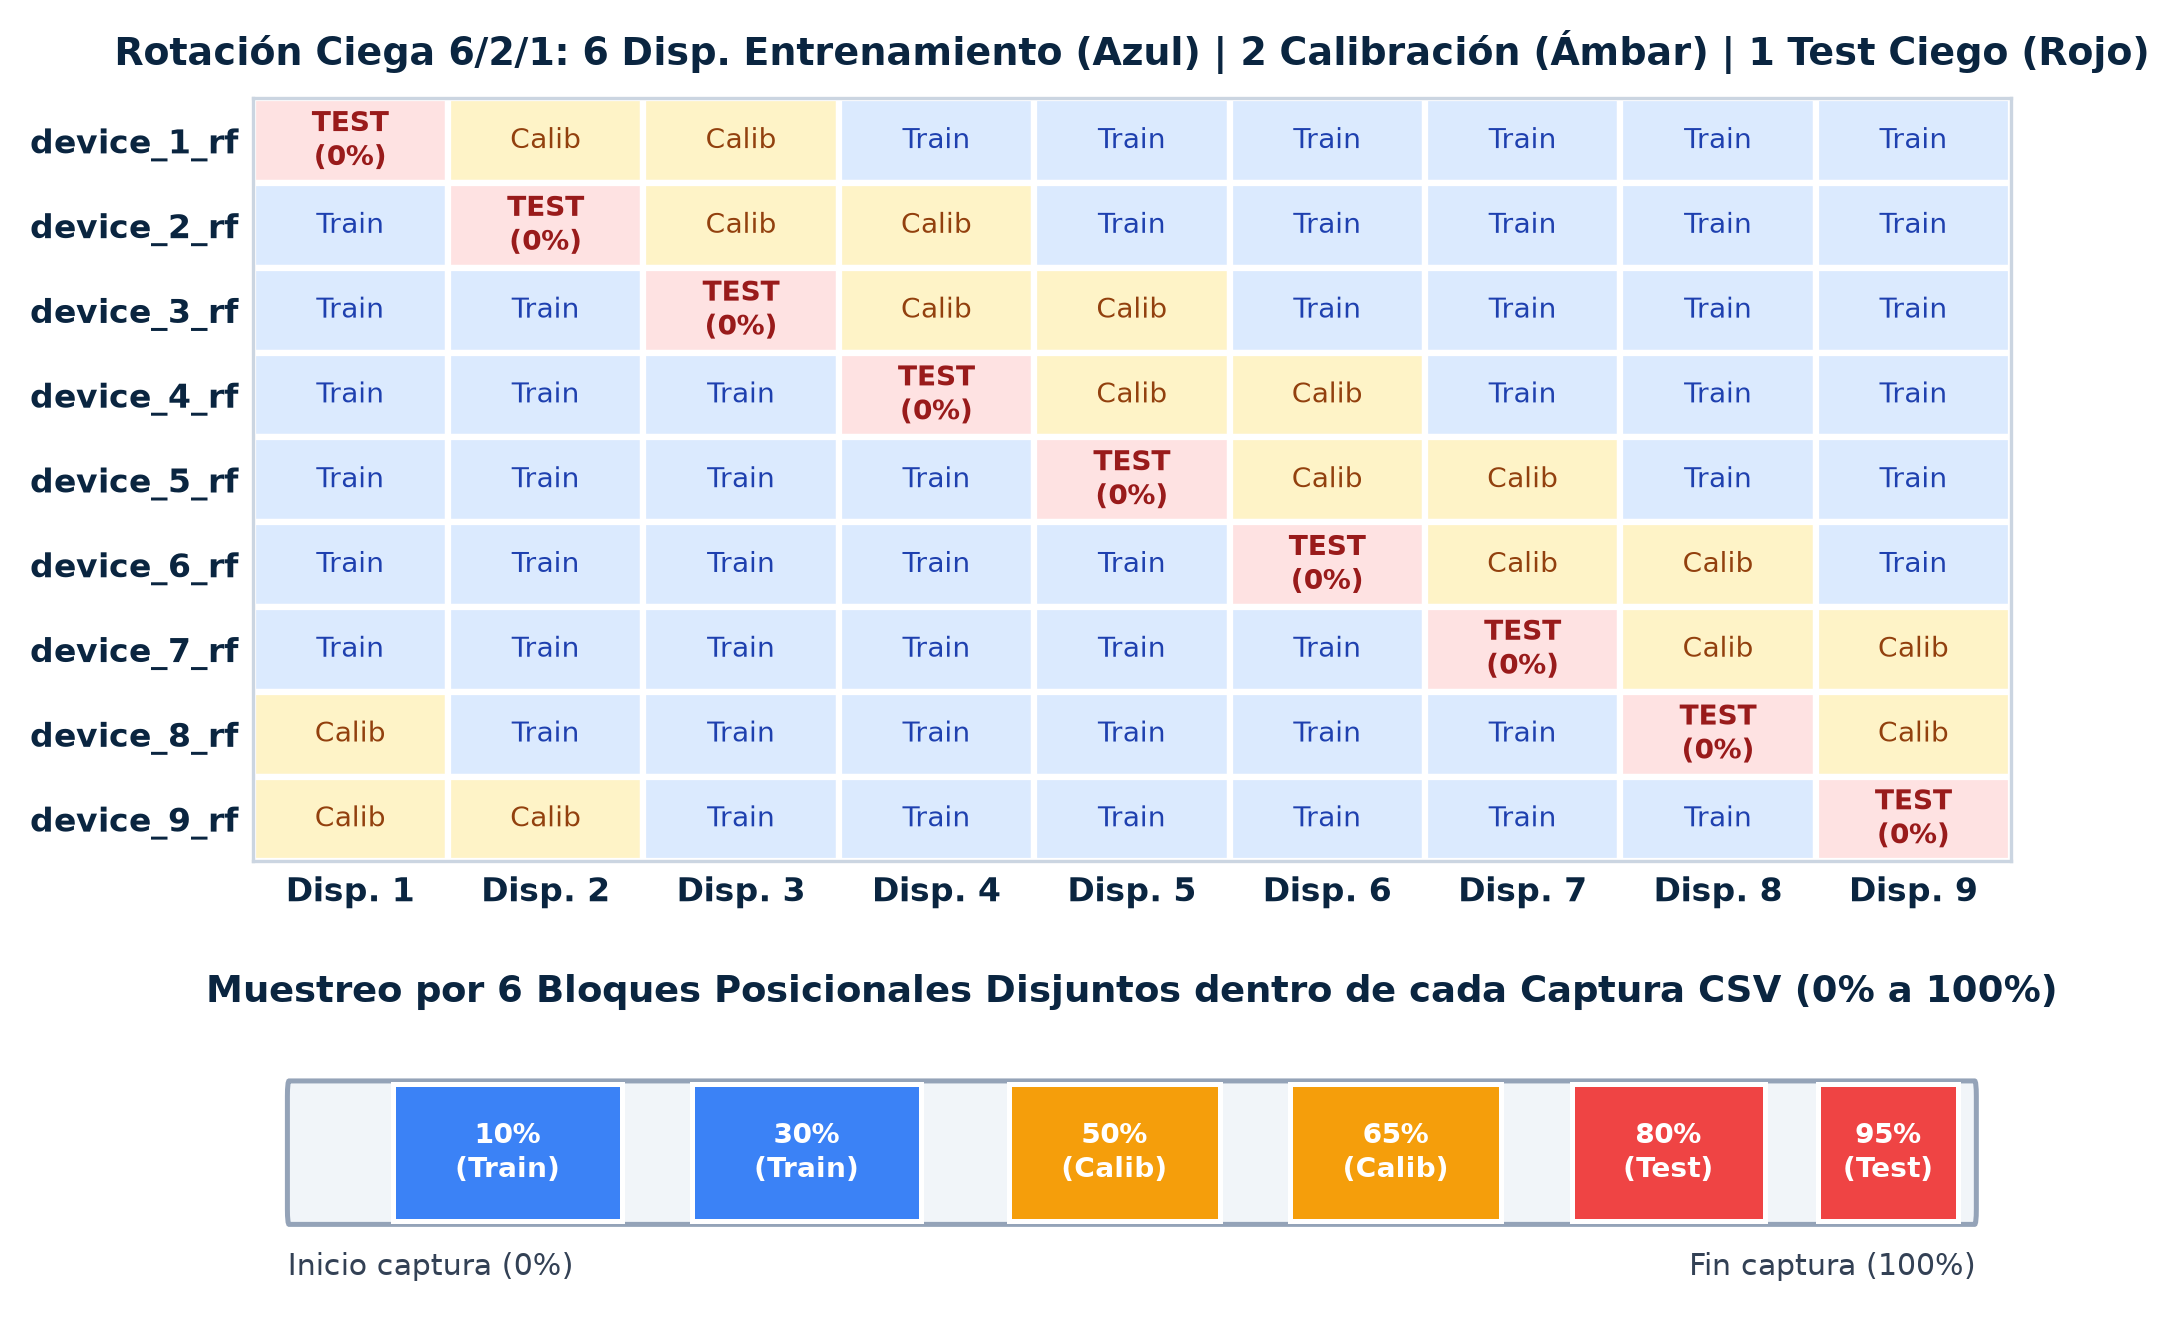 Rotación Ciega 6/2/1: 6 Disp. Entrenamiento (Azul) | 2 Calibración (Ámbar) | 1 Test Ciego (Rojo)
device_1_rf TEST (0%) Calib Calib Train Train Train Train Train Train
device_2_rf Train TEST (0%) Calib Calib Train Train Train Train Train
device_3_rf Train Train TEST (0%) Calib Calib Train Train Train Train
device_4_rf Train Train Train TEST (0%) Calib Calib Train Train Train
device_5_rf Train Train Train Train TEST (0%) Calib Calib Train Train
device_6_rf Train Train Train Train Train TEST (0%) Calib Calib Train
device_7_rf Train Train Train Train Train Train TEST (0%) Calib Calib
device_8_rf Calib Train Train Train Train Train Train TEST (0%) Calib
device_9_rf Calib Calib Train Train Train Train Train Train TEST (0%)
Disp. 1 Disp. 2 Disp. 3 Disp. 4 Disp. 5 Disp. 6 Disp. 7 Disp. 8 Disp. 9
Muestreo por 6 Bloques Posicionales Disjuntos dentro de cada Captura CSV (0% a 100%)
10% 30% 50% 65% 80% 95%
(Train) (Train) (Calib) (Calib) (Test) (Test)
Inicio captura (0%) Fin captura (100%)